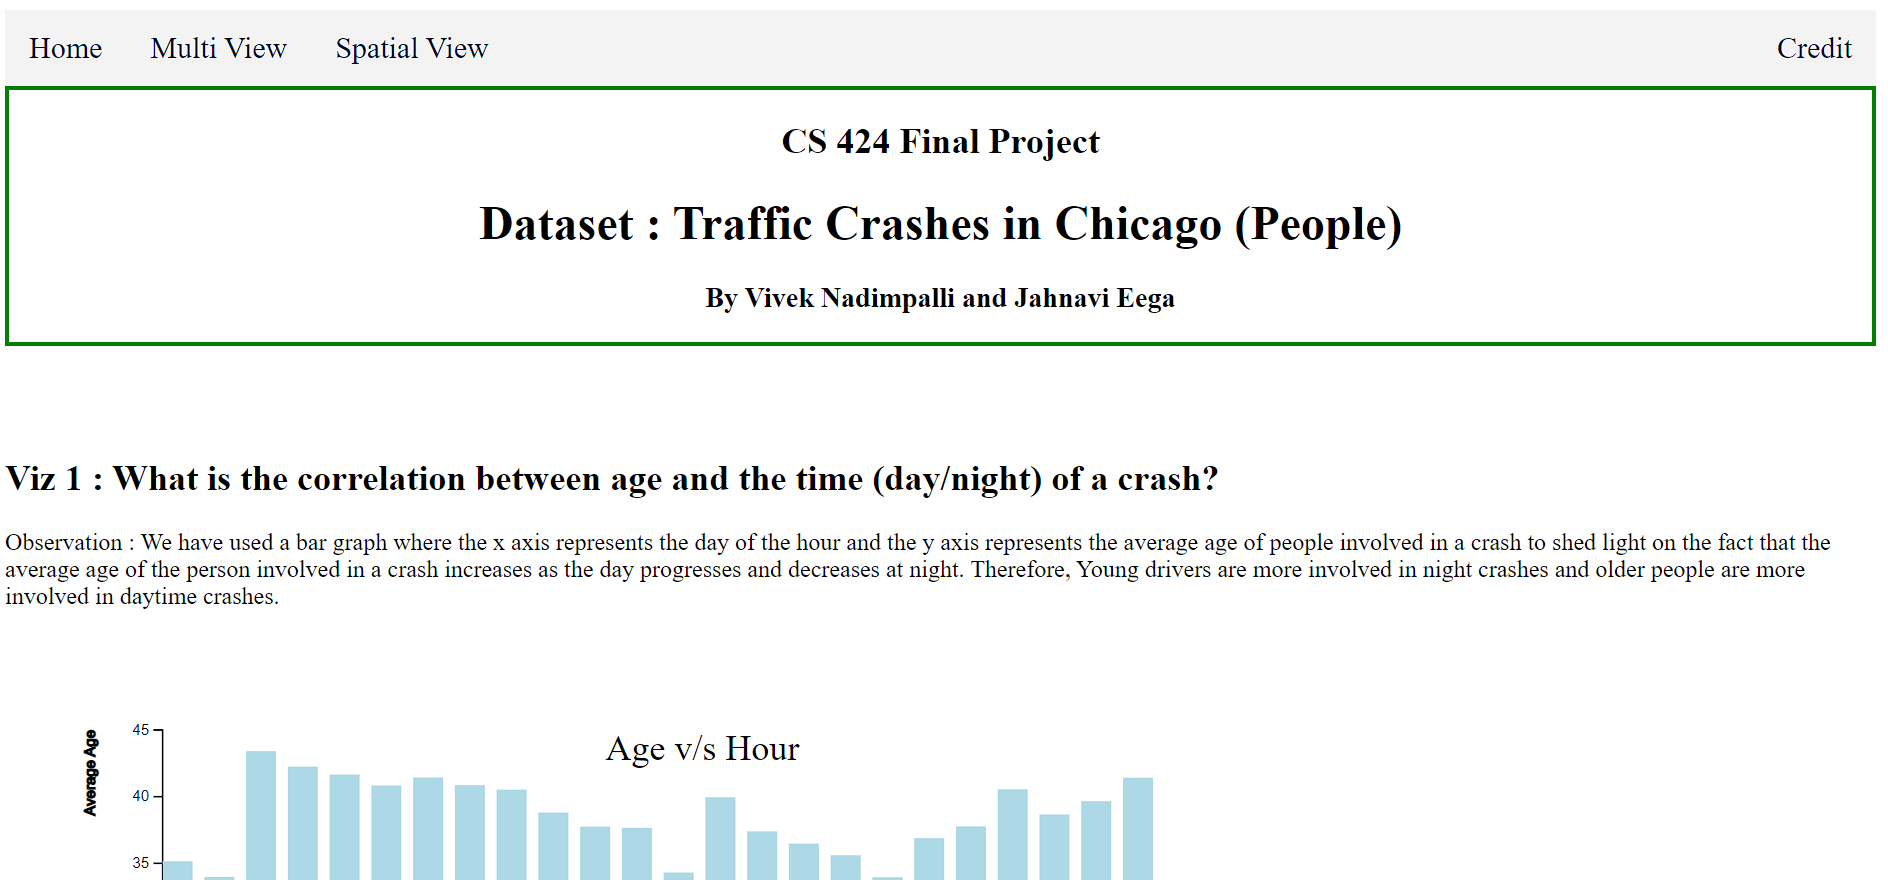 Home Multi View Spatial View Credit
CS 424 Final Project
Dataset : Traffic Crashes in Chicago (People)
By Vivek Nadimpalli and Jahnavi Eega
Viz 1 : What is the correlation between age and the time (day/night) of a crash?
Observation : We have used a bar graph where the x axis represents the day of the hour and the y axis represents the average age of people involved in a crash to shed light on the fact that the
average age of the person involved in a crash increases as the day progresses and decreases at night. Therefore, Young drivers are more involved in night crashes and older people are more
involved in daytime crashes.
Age v/s Hour
Average Age
45
40
35